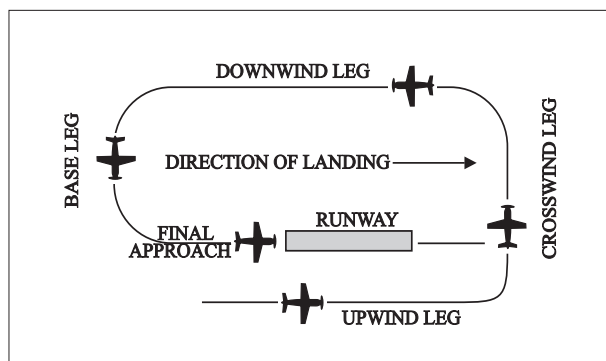 DOWNWIND LEG
BASE LEG
DIRECTION OF LANDING
CROSSWIND LEG
RUNWAY
FINAL
APPROACH
UPWIND LEG